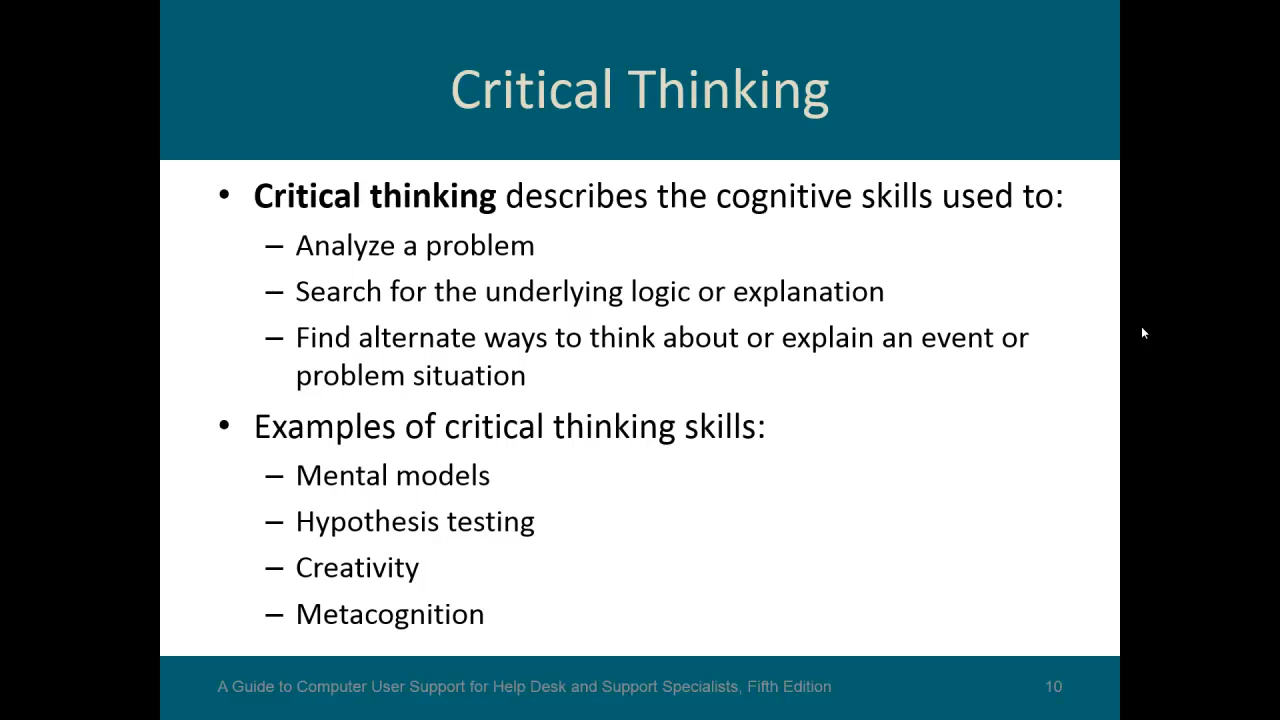 Critical Thinking
• Critical thinking describes the cognitive skills used to:
– Analyze a problem
– Search for the underlying logic or explanation
– Find alternate ways to think about or explain an event or
problem situation
• Examples of critical thinking skills:
– Mental models
– Hypothesis testing
– Creativity
– Metacognition
A Guide to Computer User Support for Help Desk and Support Specialists, Fifth Edition 10